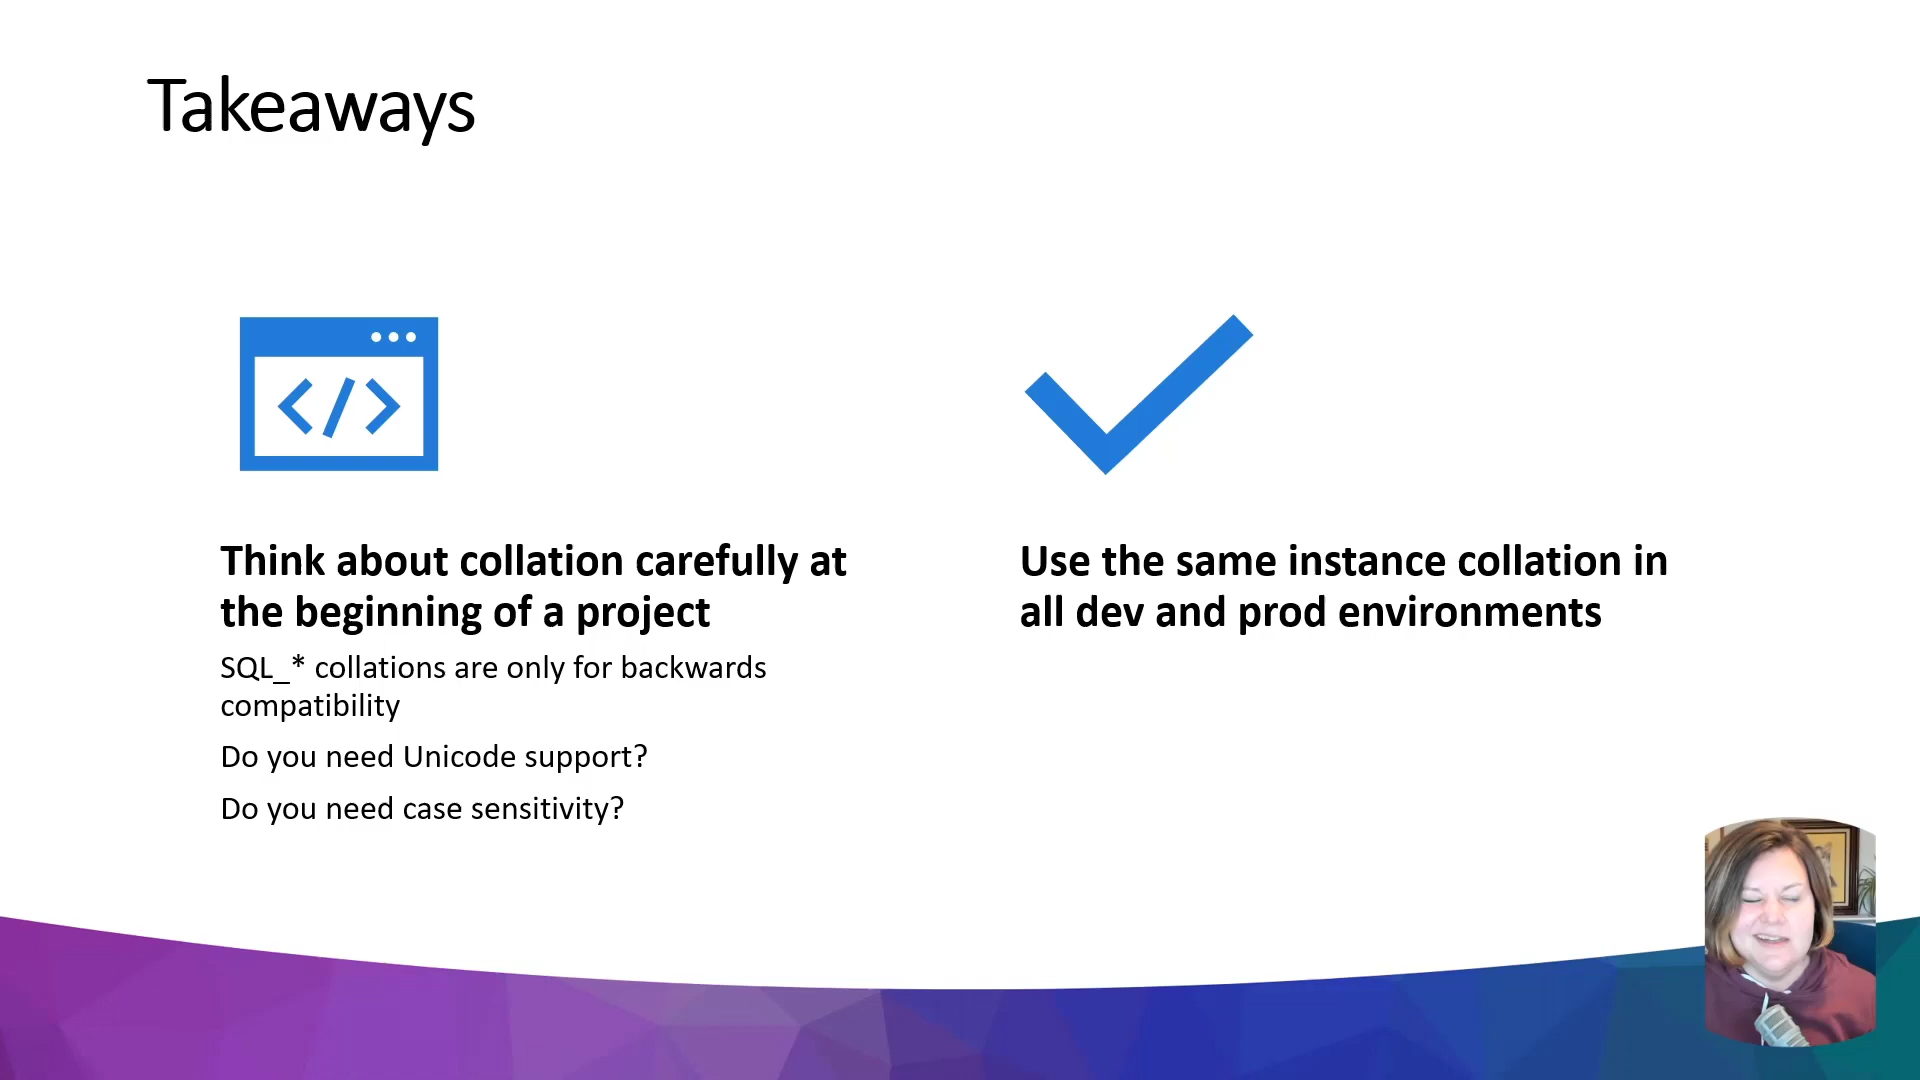 Takeaways
Think about collation carefully at
the beginning of a project
SQL_* collations are only for backwards
compatibility
Do you need Unicode support?
Do you need case sensitivity?
Use the same instance collation in
all dev and prod environments